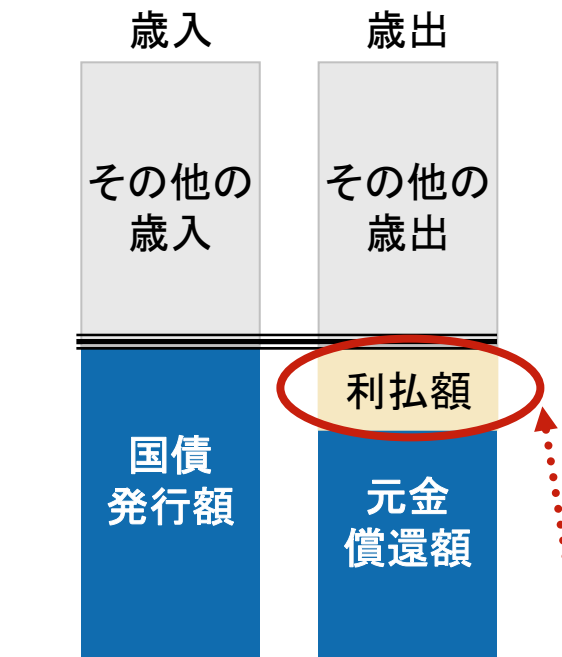 歳入
歳出
その他の
歳入
その他の
歳出
利払額
国債
発行額
元金
償還額